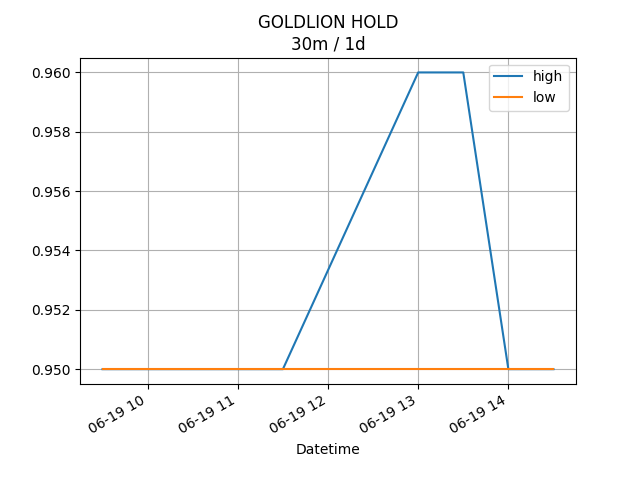 GOLDLION HOLD
30m / 1d
0.960
0.958
0.956
0.954
0.952
0.950
high
low
06-19 10
06-19 11
06-19 12
06-19 13
06-19 14
Datetime